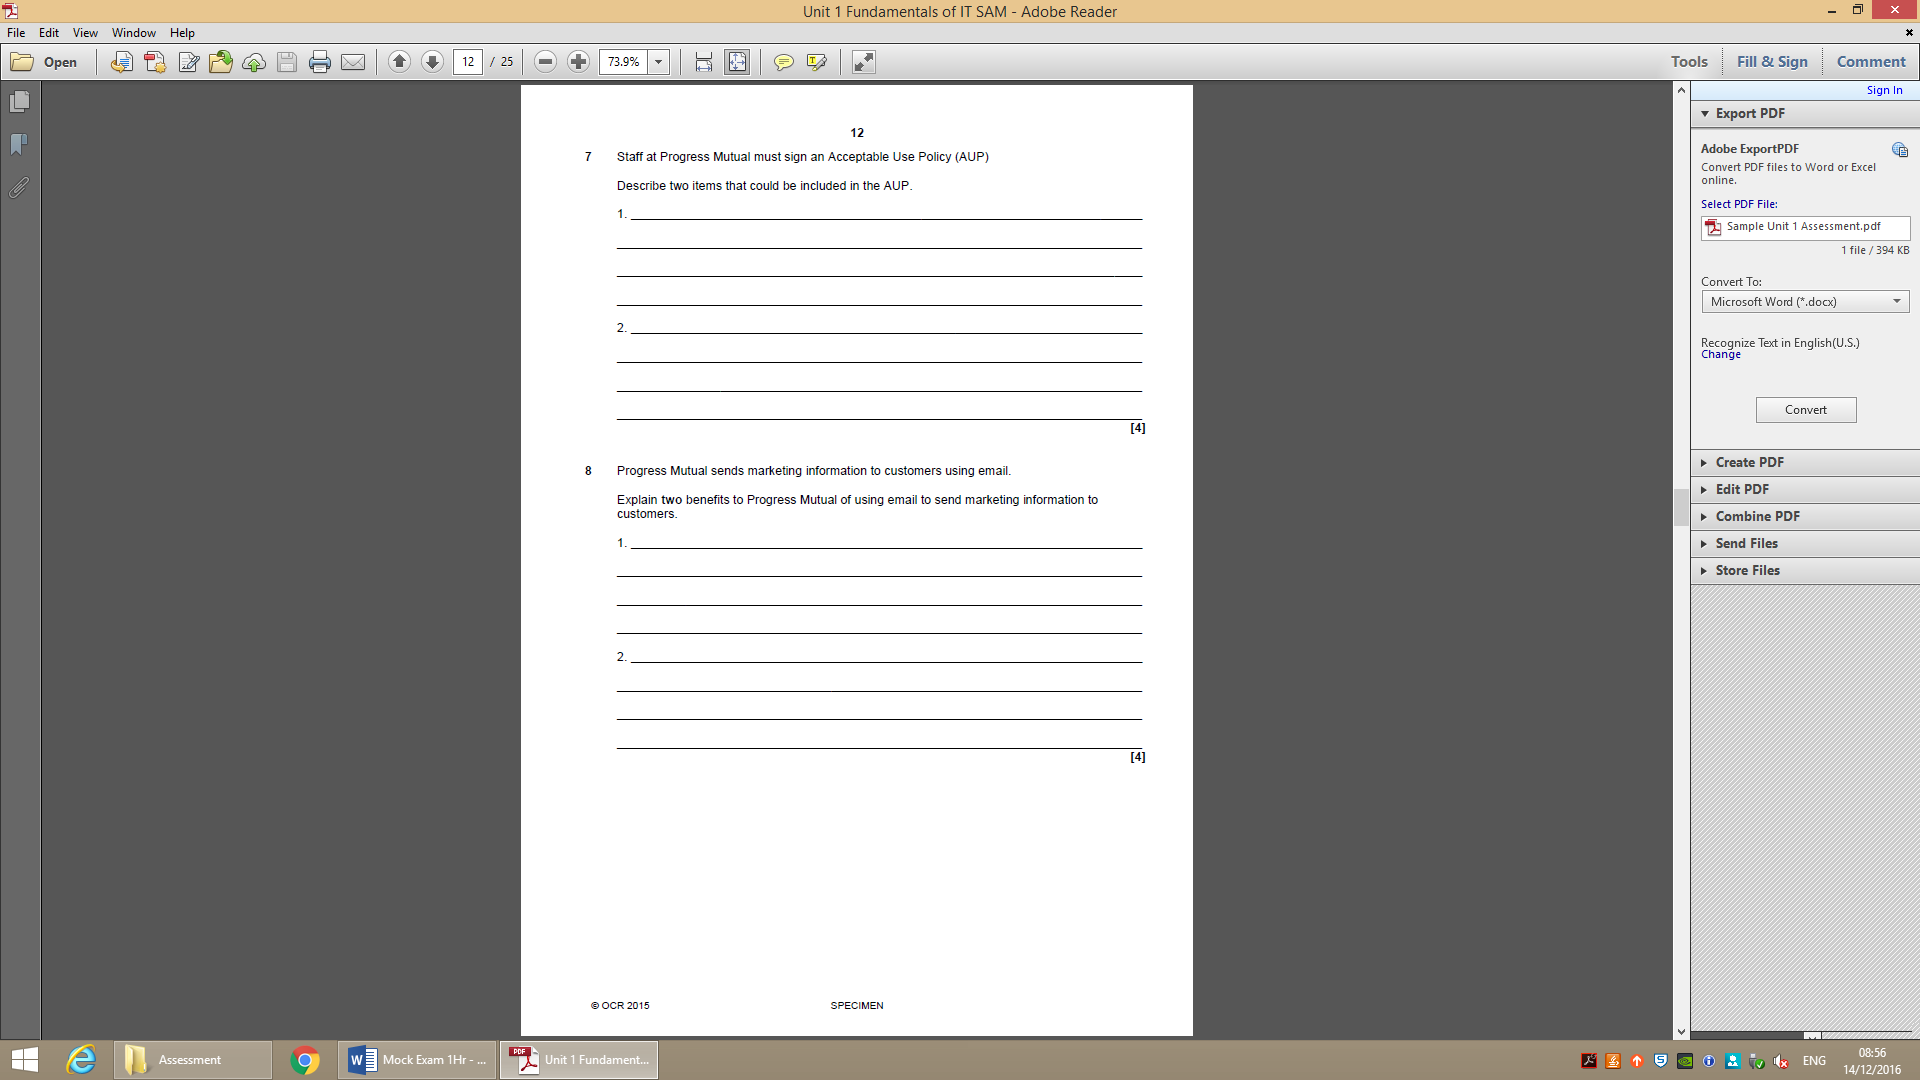 Unit 1 Fundamentals of IT SAM - Adobe Reader
File Edit View Window Help
Open 12 / 25 73.9% Tools Fill & Sign Comment
Sign In
Export PDF
Adobe ExportPDF
Convert PDF files to Word or Excel
online.
Select PDF File:
Sample Unit 1 Assessment.pdf
1 file / 394 KB
Convert To:
Microsoft Word (*.docx)
Recognize Text in English(U.S.)
Change
Convert
Create PDF
Edit PDF
Combine PDF
Send Files
Store Files
12
7 Staff at Progress Mutual must sign an Acceptable Use Policy (AUP)
Describe two items that could be included in the AUP.
1.
2.
[4]
8 Progress Mutual sends marketing information to customers using email.
Explain two benefits to Progress Mutual of using email to send marketing information to
customers.
1.
2.
[4]
© OCR 2015 SPECIMEN
Assessment Mock Exam 1Hr - ... Unit 1 Fundament... ENG 08:56
14/12/2016